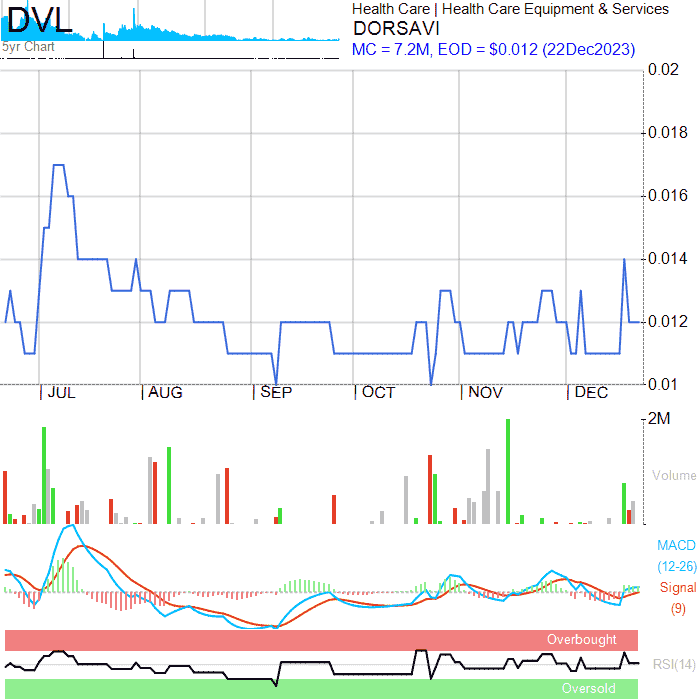 DVL
5yr Chart
Health Care | Health Care Equipment & Services
DORSAVI
MC = 7.2M, EOD = $0.012 (22Dec2023)
0.02
0.018
0.016
0.014
0.012
0.01
JUL AUG SEP OCT NOV DEC
2M
Volume
MACD
(12-26)
Signal
(9)
Overbought
RSI(14)
Oversold